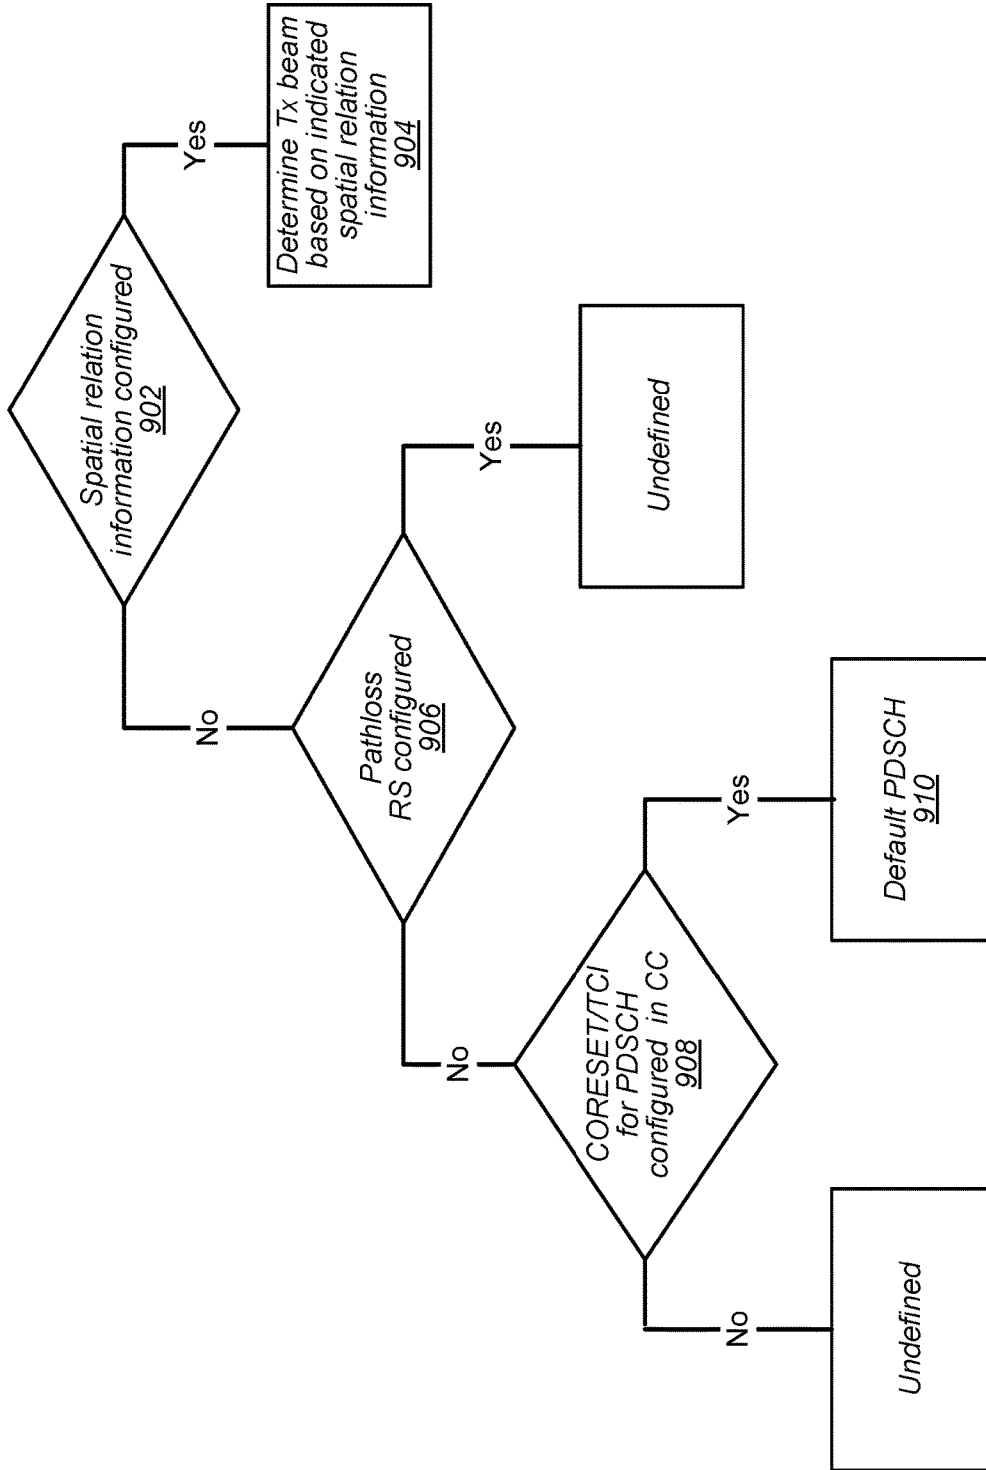 Spatial relation
information configured
902
Yes
No
Determine Tx beam
based on indicated
spatial relation
information
904
Pathloss
RS configured
906
Yes
No
Undefined
CORESET/TCI
for PDSCH
configured in CC
908
Yes
No
Default PDSCH
910
Undefined